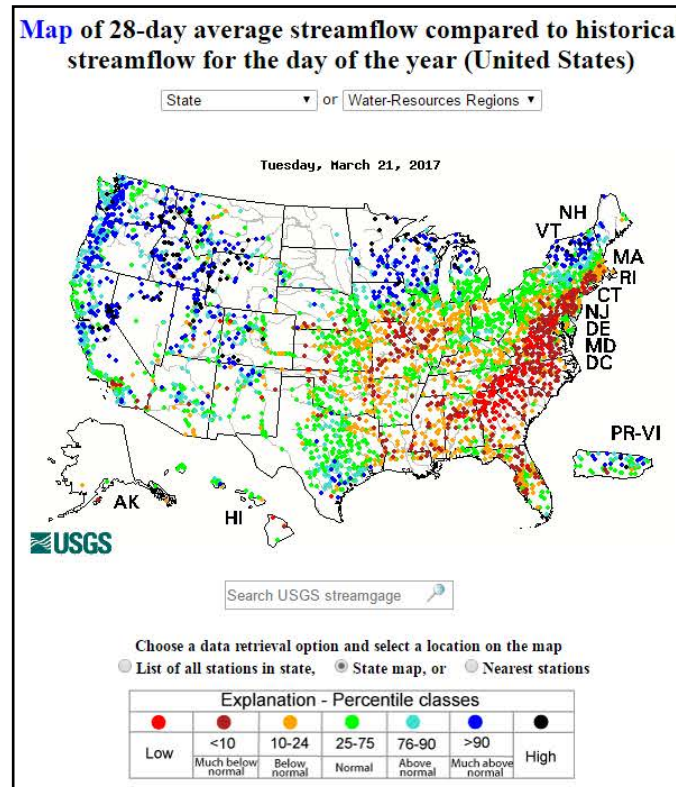 Map of 28-day average streamflow compared to historica
streamflow for the day of the year (United States)
State or Water-Resources Regions
Tuesday, March 21, 2017
NH
VT
MA
RI
CT
NJ
DE
MD
DC
PR-VI
AK
HI
USGS
Search USGS streamgage
Choose a data retrieval option and select a location on the map
List of all stations in state, State map, or Nearest stations
Explanation - Percentile classes
Low <10 10-24 25-75 76-90 >90 High
Much below normal Below normal Normal Above normal Much above normal